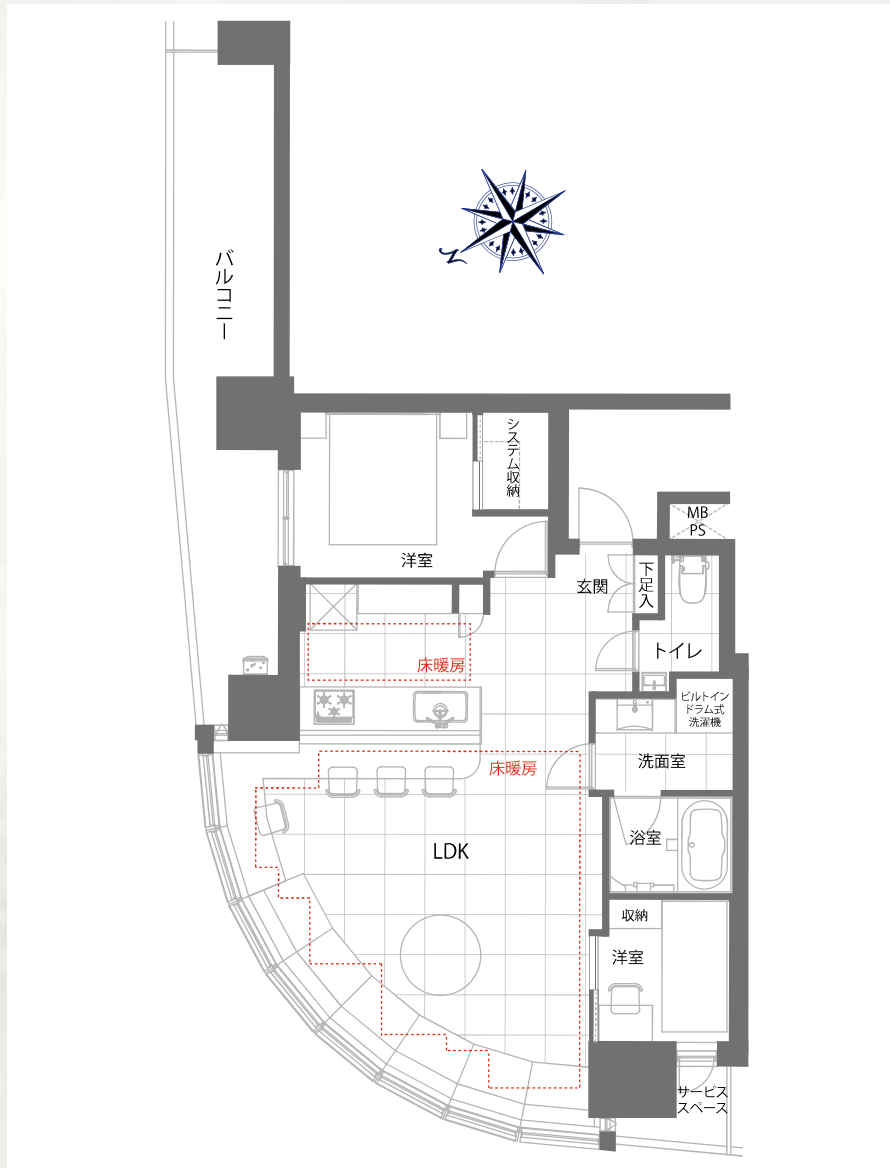 N
バルコニー
システム収納
MB
PS
洋室
玄関
下足入
トイレ
床暖房
ビルトイン
ドラム式
洗濯機
洗面室
床暖房
浴室
LDK
収納
洋室
サービス
スペース